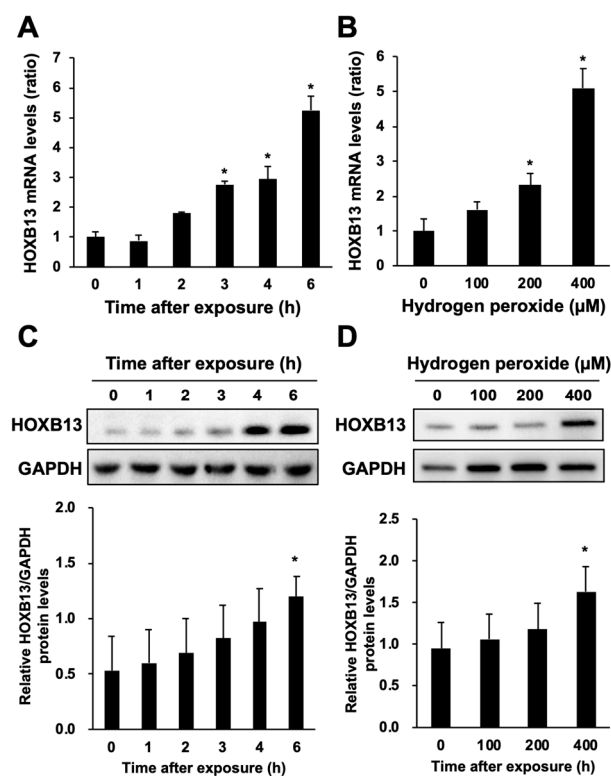 A
HOXB13 mRNA levels (ratio)
7
6
5
4
3
2
1
0
*
*
*
0 1 2 3 4 6
Time after exposure (h)
B
HOXB13 mRNA levels (ratio)
6
5
4
3
2
1
0
*
*
0 100 200 400
Hydrogen peroxide (μM)
C
Time after exposure (h)
0 1 2 3 4 6
HOXB13
GAPDH
Relative HOXB13/GAPDH
protein levels
1.5
1.0
0.5
0.0
*
0 1 2 3 4 6
Time after exposure (h)
D
Hydrogen peroxide (μM)
0 100 200 400
HOXB13
GAPDH
Relative HOXB13/GAPDH
protein levels
2.5
2.0
1.5
1.0
0.5
0.0
*
0 100 200 400
Time after exposure (h)